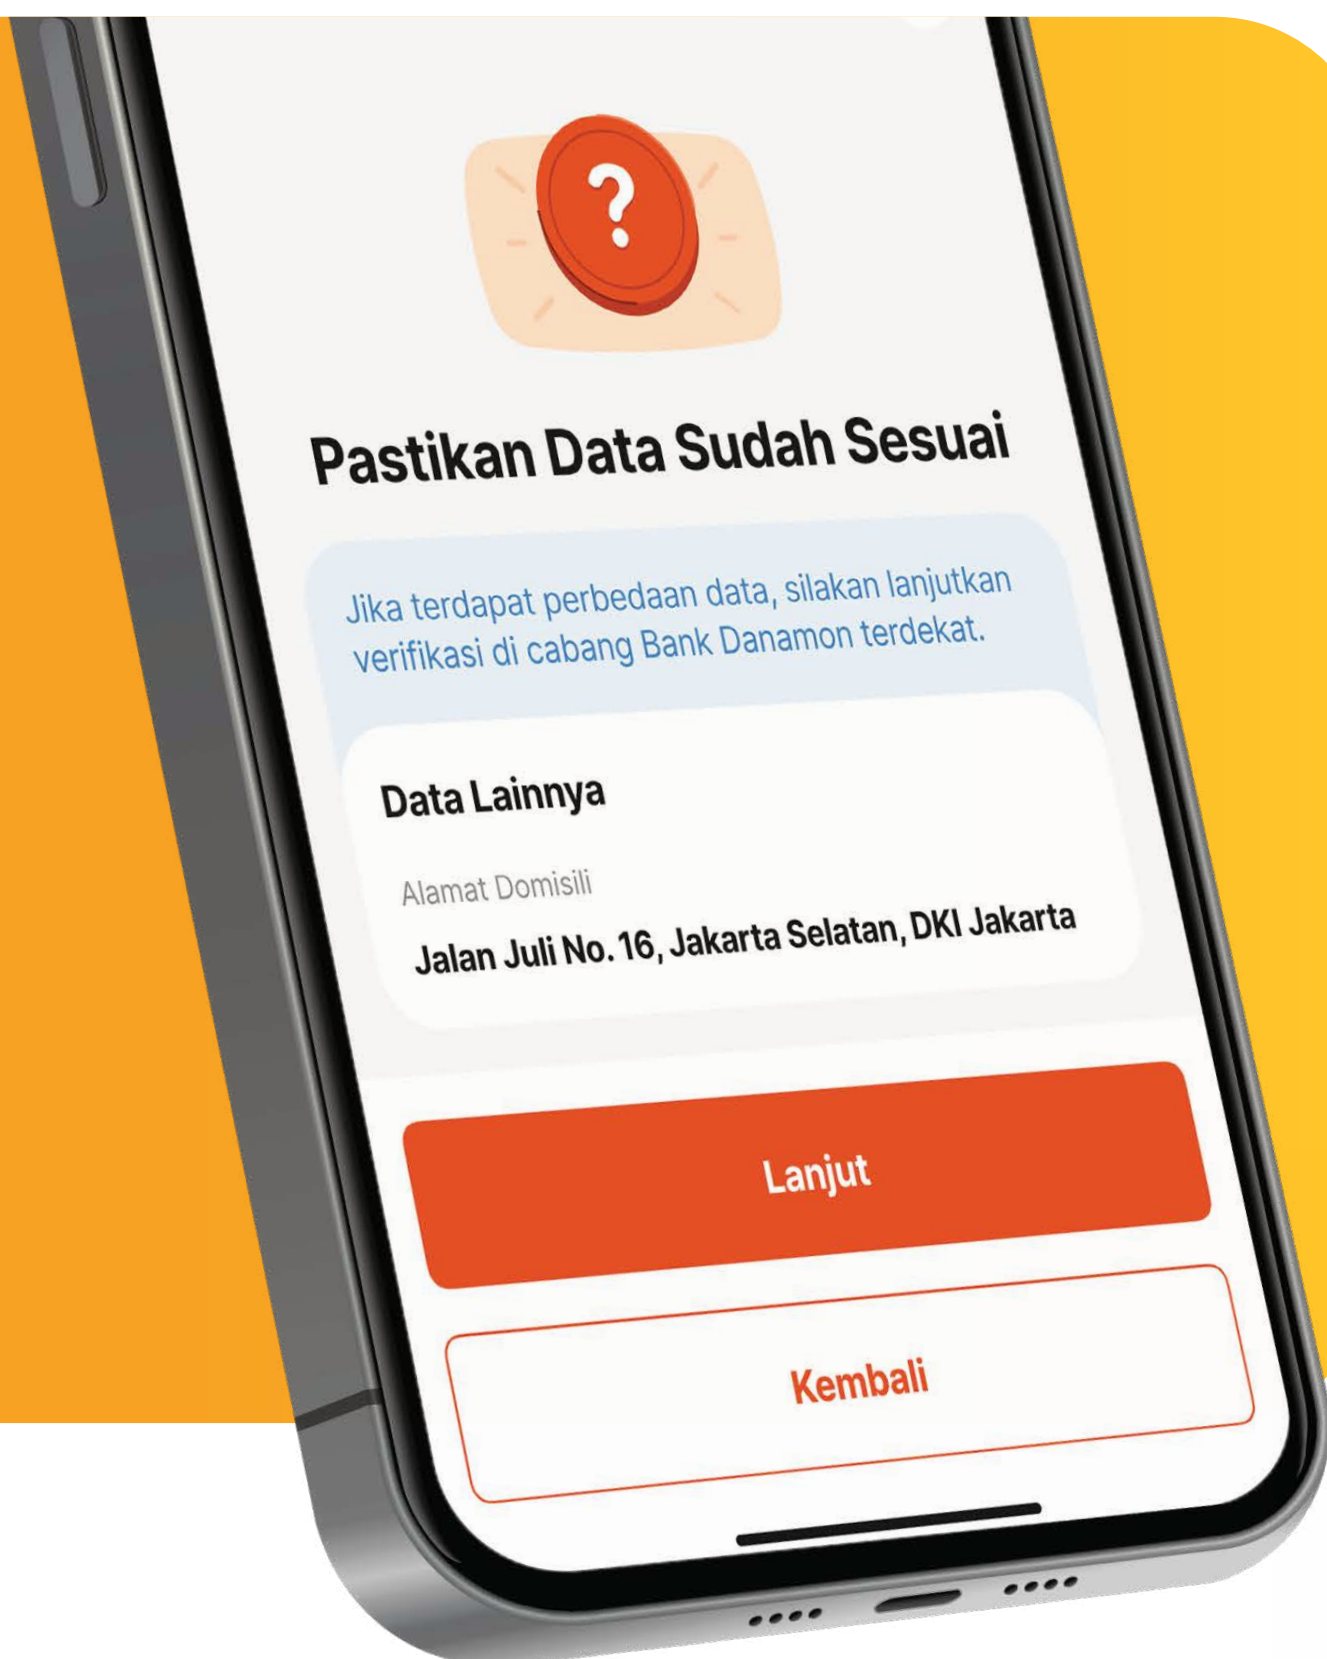 ?
Pastikan Data Sudah Sesuai
Jika terdapat perbedaan data, silakan lanjutkan
verifikasi di cabang Bank Danamon terdekat.
Data Lainnya
Alamat Domisili
Jalan Juli No. 16, Jakarta Selatan, DKI Jakarta
Lanjut
Kembali